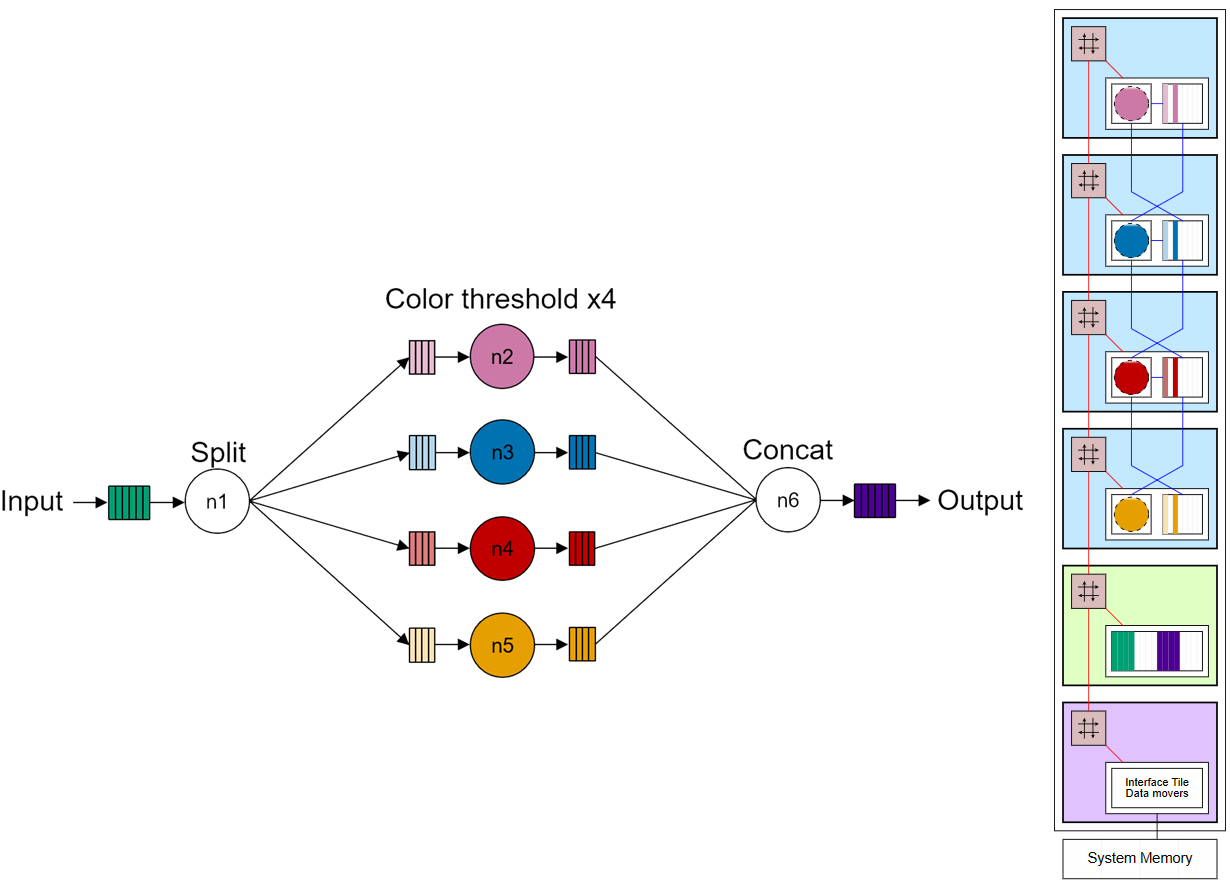 Color threshold x4
n2
Split
n3
Concat
Input
n1
n6
Output
n4
n5
Interface Tile
Data movers
System Memory